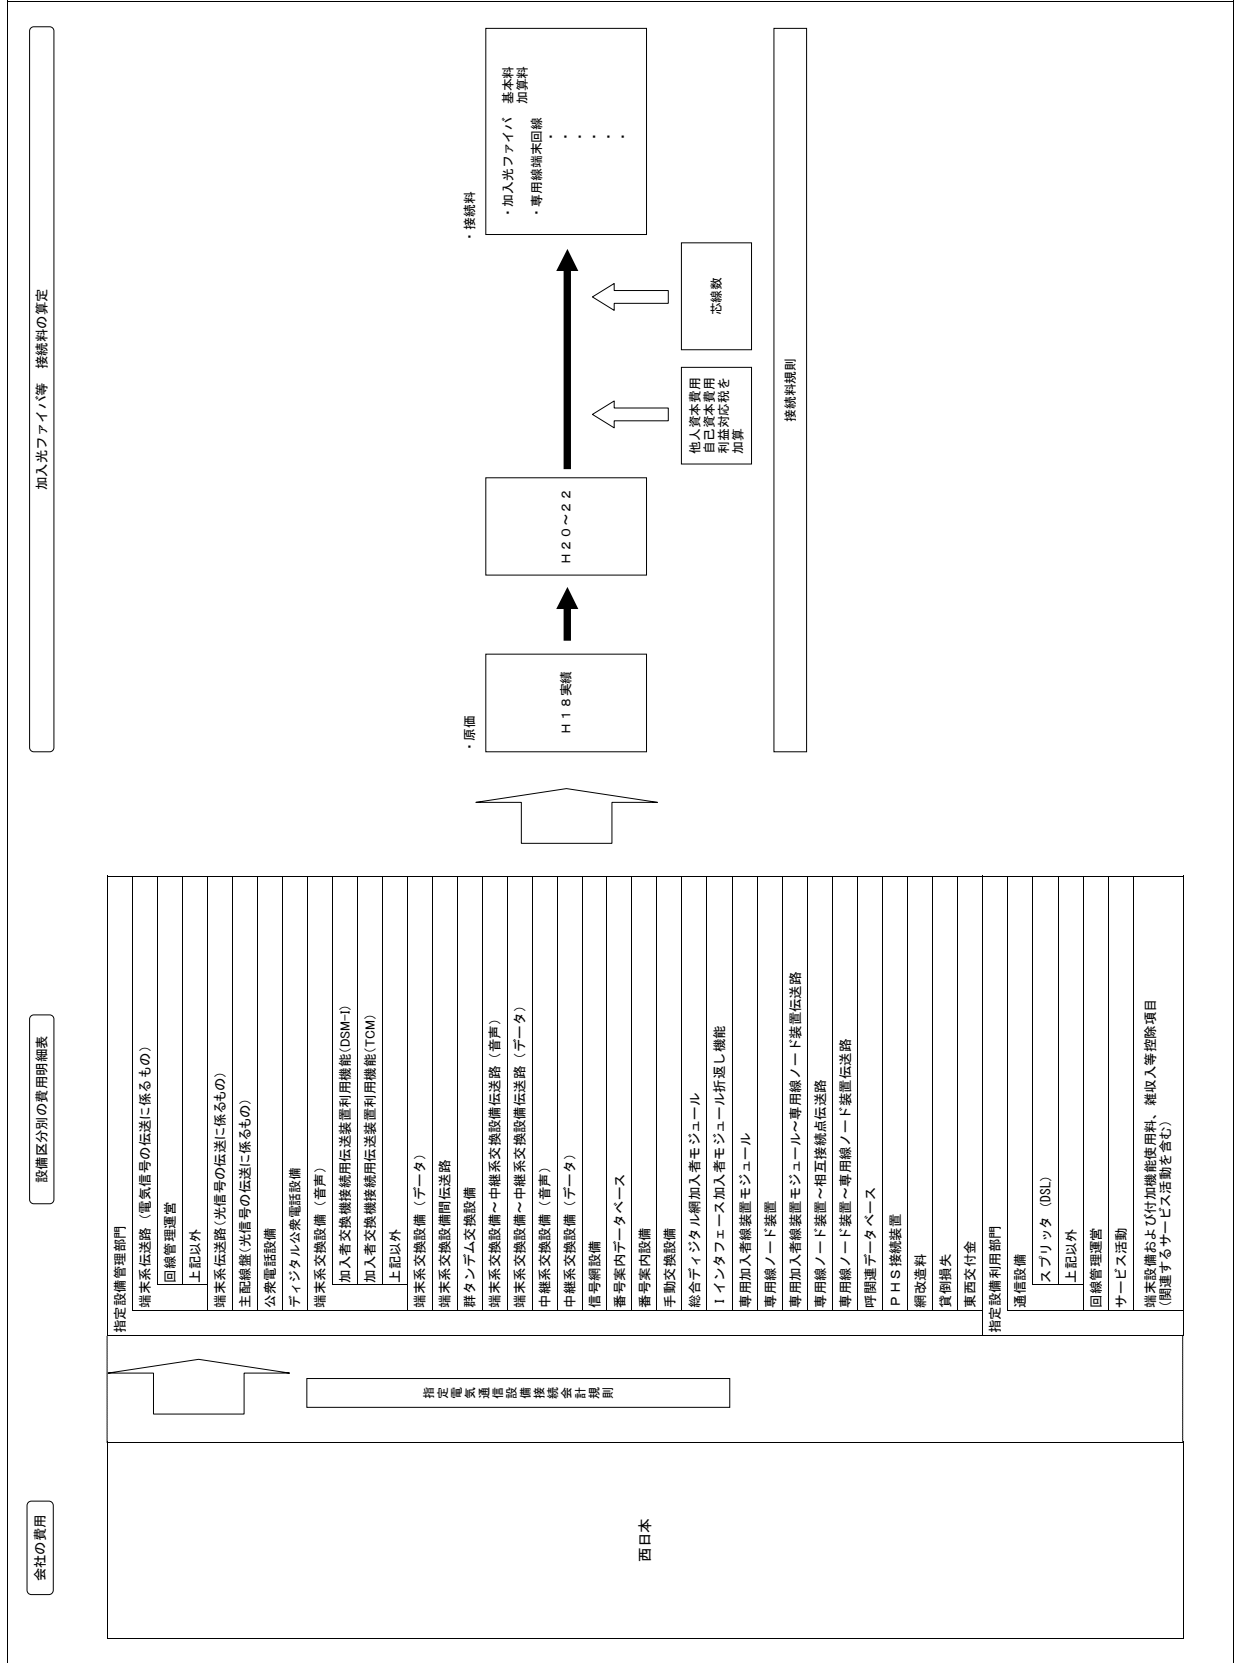 会社の費用
設備区分別の費用明細表
加入光ファイバ等　接続料の算定
西日本
指定電気通信設備接続会計規則
指定設備管理部門
端末系伝送路（電気信号の伝送に係るもの）
回線管理運営
上記以外
端末系伝送路（光信号の伝送に係るもの）
主配線盤（光信号の伝送に係るもの）
公衆電話設備
ディジタル公衆電話設備
端末系交換設備（音声）
加入者交換機接続用伝送装置利用機能(DSM-I)
加入者交換機接続用伝送装置利用機能(TCM)
上記以外
端末系交換設備（データ）
端末系交換設備間伝送路
群タンデム交換設備
端末系交換設備～中継系交換設備伝送路（音声）
端末系交換設備～中継系交換設備伝送路（データ）
中継系交換設備（音声）
中継系交換設備（データ）
信号網設備
番号案内データベース
番号案内設備
手動交換設備
総合ディジタル網加入者モジュール
Ｉインタフェース加入者モジュール折返し機能
専用加入者線装置モジュール
専用線ノード装置
専用加入者線装置モジュール～専用線ノード装置伝送路
専用線ノード装置～相互接続点伝送路
専用線ノード装置～専用線ノード装置伝送路
呼関連データベース
ＰＨＳ接続装置
網改造料
貸倒損失
東西交付金
指定設備利用部門
通信設備
スプリッタ（DSL）
上記以外
回線管理運営
サービス活動
端末設備および付加機能使用料、雑収入等控除項目
（関連するサービス活動を含む）
・原価
Ｈ１８実績
Ｈ２０～２２
他人資本費用
自己資本費用
利益対応税を
加算
芯線数
・接続料
・加入光ファイバ　基本料
加算料
・専用線端末回線
・
・
・
・
・
・
接続料規則